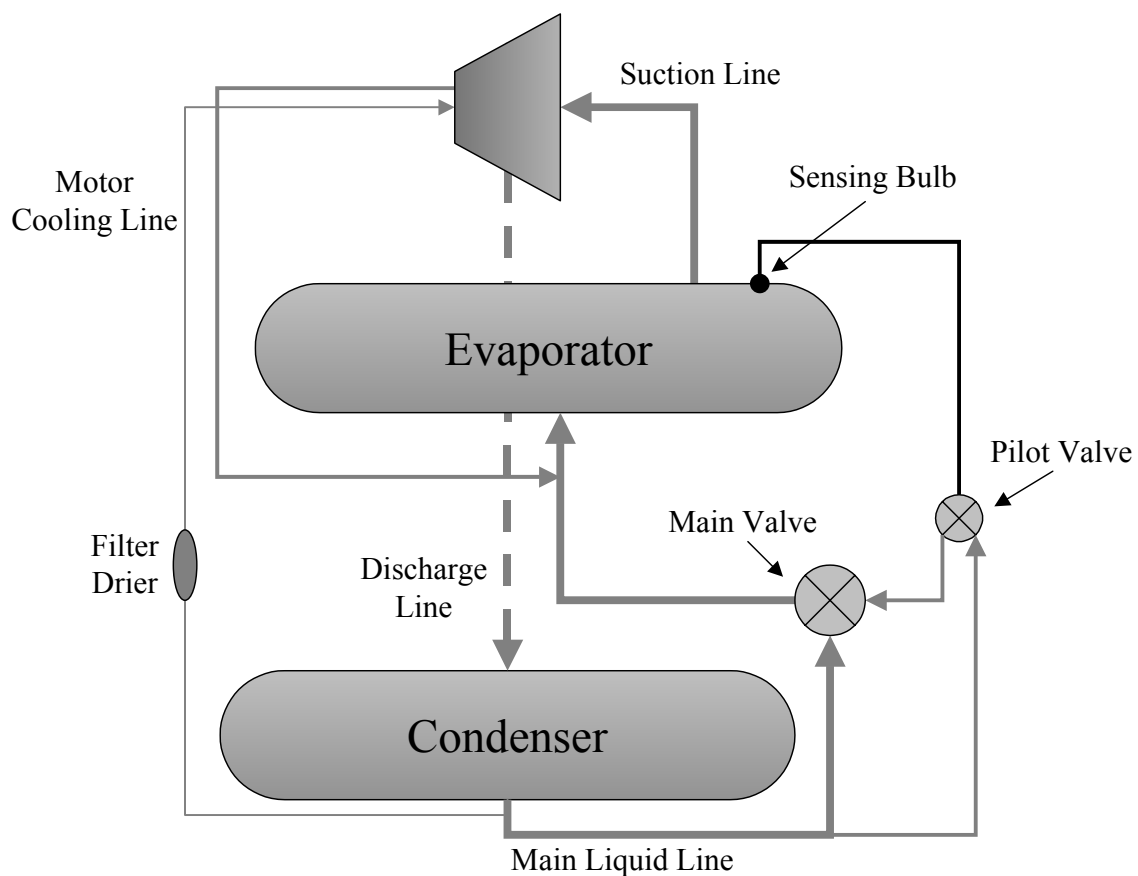 Suction Line
Sensing Bulb
Motor
Cooling Line
Evaporator
Pilot Valve
Main Valve
Filter
Drier
Discharge
Line
Condenser
Main Liquid Line